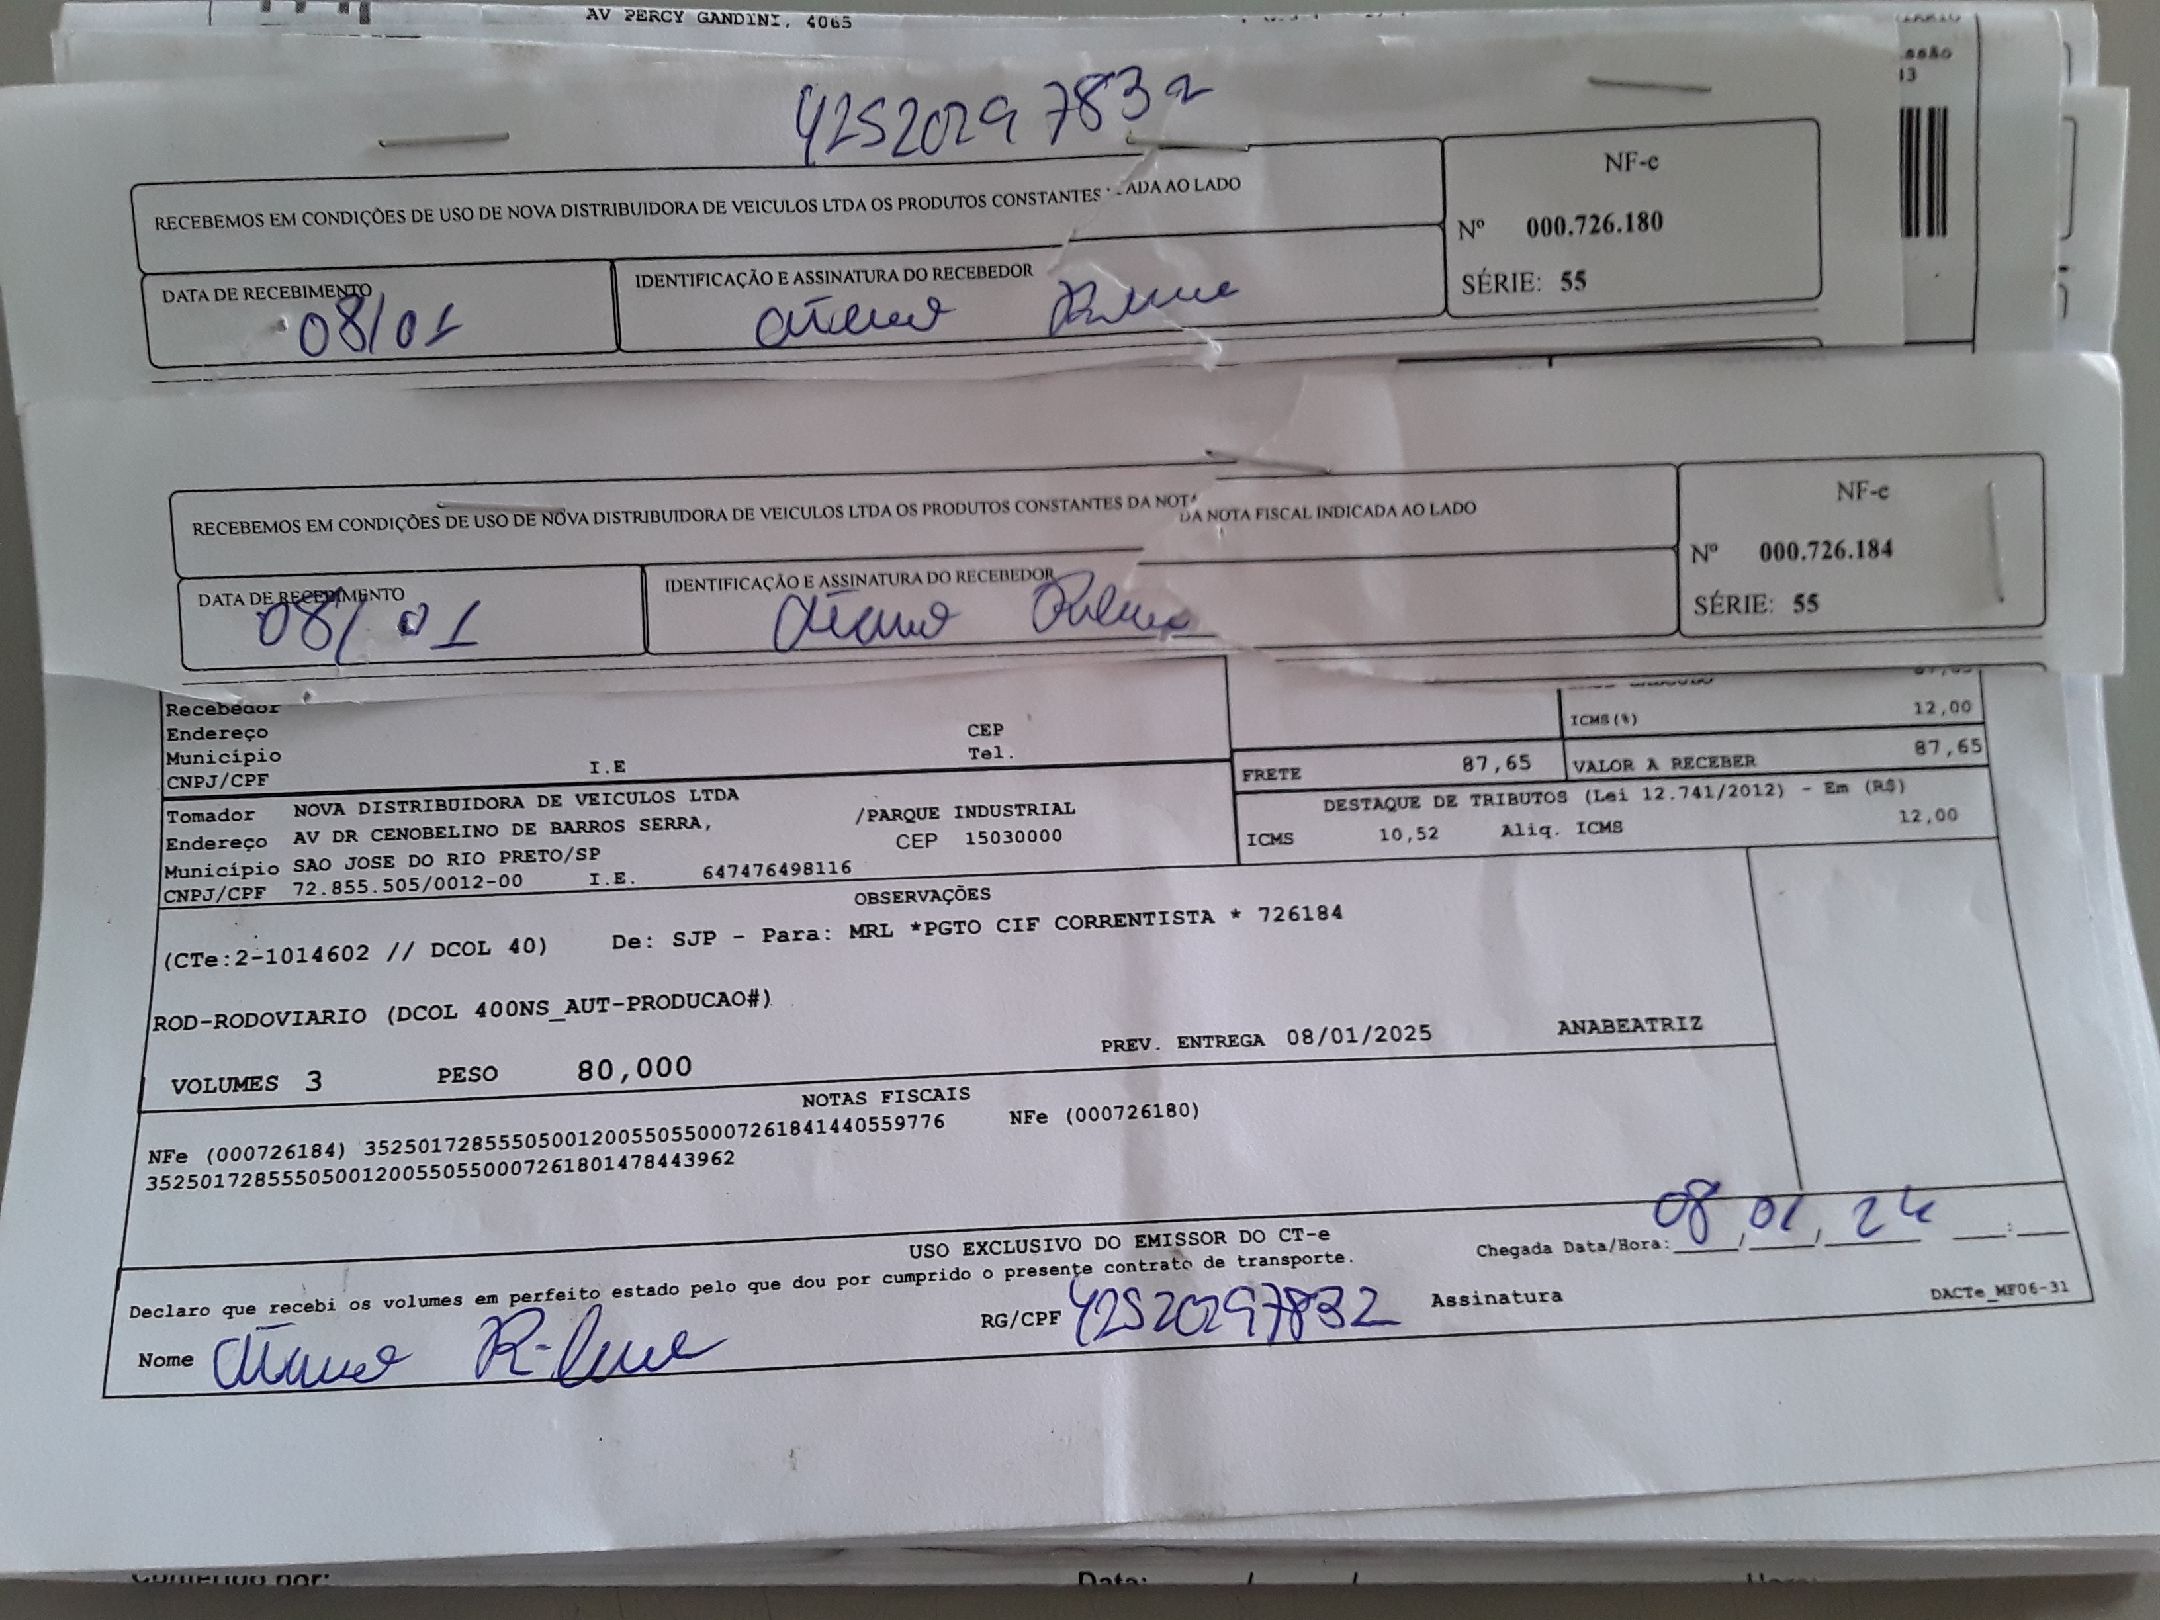 AV PERCY GANDINI, 4065
42520297832
RECEBEMOS EM CONDIÇÕES DE USO DE NOVA DISTRIBUIDORA DE VEICULOS LTDA OS PRODUTOS CONSTANTES ADA AO LADO
NF-e
Nº 000.726.180
SÉRIE: 55
DATA DE RECEBIMENTO
08/01
IDENTIFICAÇÃO E ASSINATURA DO RECEBEDOR
RECEBEMOS EM CONDIÇÕES DE USO DE NOVA DISTRIBUIDORA DE VEICULOS LTDA OS PRODUTOS CONSTANTES DA NOTA
DA NOTA FISCAL INDICADA AO LADO
NF-e
Nº 000.726.184
SÉRIE: 55
DATA DE RECEBIMENTO
08/01
IDENTIFICAÇÃO E ASSINATURA DO RECEBEDOR
Recebedor
Endereço CEP
Município Tel.
CNPJ/CPF I.E
ICMS(%) 12,00
FRETE 87,65 VALOR A RECEBER 87,65
Tomador NOVA DISTRIBUIDORA DE VEICULOS LTDA
Endereço AV DR CENOBELINO DE BARROS SERRA, /PARQUE INDUSTRIAL
Município SAO JOSE DO RIO PRETO/SP CEP 15030000
CNPJ/CPF 72.855.505/0012-00 I.E. 647476498116
DESTAQUE DE TRIBUTOS (Lei 12.741/2012) - Em (R$)
ICMS 10,52 Aliq. ICMS 12,00
OBSERVAÇÕES
(CTe:2-1014602 // DCOL 40) De: SJP - Para: MRL *PGTO CIF CORRENTISTA * 726184
ROD-RODOVIARIO (DCOL 400NS_AUT-PRODUCAO#)
PREV. ENTREGA 08/01/2025 ANABEATRIZ
VOLUMES 3 PESO 80,000
NOTAS FISCAIS
NFe (000726184) 35250172855505001200550550007261841440559776 NFe (000726180)
35250172855505001200550550007261801478443962
USO EXCLUSIVO DO EMISSOR DO CT-e
Chegada Data/Hora: 08, 01, 24 __:__
Declaro que recebi os volumes em perfeito estado pelo que dou por cumprido o presente contrato de transporte.
Nome RG/CPF 42520297832 Assinatura
DACTe_MF06-31
Data: / /